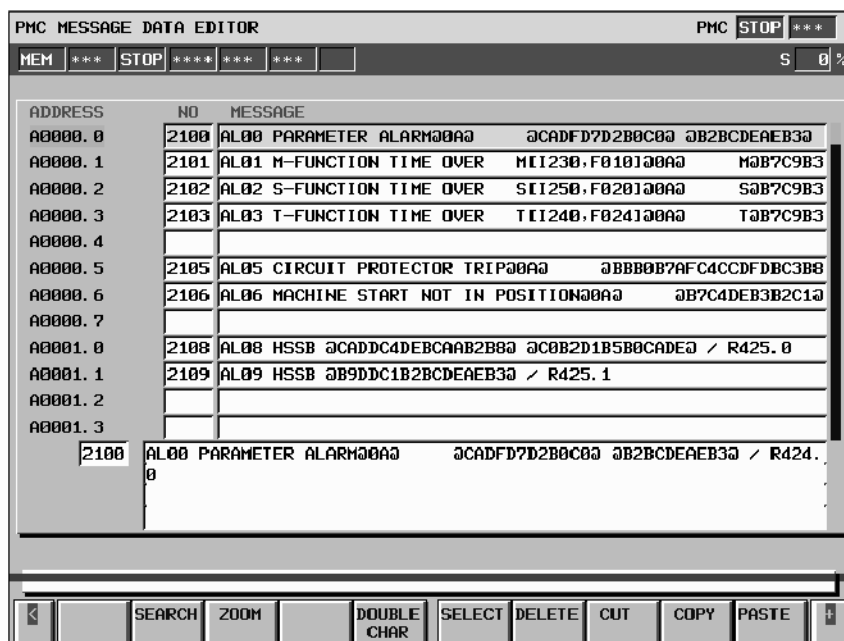 PMC MESSAGE DATA EDITOR PMC STOP ***
MEM *** STOP **** *** *** S 0 %
ADDRESS NO MESSAGE
A0000.0 2100 AL00 PARAMETER ALARM@0A@ @CADFD7D2B0C0@ @B2BCDEAEB3@
A0000.1 2101 AL01 M-FUNCTION TIME OVER M[I230,F010]@0A@ M@B7C9B3
A0000.2 2102 AL02 S-FUNCTION TIME OVER S[I250,F020]@0A@ S@B7C9B3
A0000.3 2103 AL03 T-FUNCTION TIME OVER T[I240,F024]@0A@ T@B7C9B3
A0000.4
A0000.5 2105 AL05 CIRCUIT PROTECTOR TRIP@0A@ @BBB0B7AFC4CCDFDBC3B8
A0000.6 2106 AL06 MACHINE START NOT IN POSITION@0A@ @B7C4DEB3B2C1@
A0000.7
A0001.0 2108 AL08 HSSB @CADDC4DEBCAAB2B8@ @C0B2D1B5B0CADE@ / R425.0
A0001.1 2109 AL09 HSSB @B9DDC1B2BCDEAEB3@ / R425.1
A0001.2
A0001.3
2100 AL00 PARAMETER ALARM@0A@ @CADFD7D2B0C0@ @B2BCDEAEB3@ / R424.
0
< SEARCH ZOOM DOUBLE SELECT DELETE CUT COPY PASTE +
CHAR